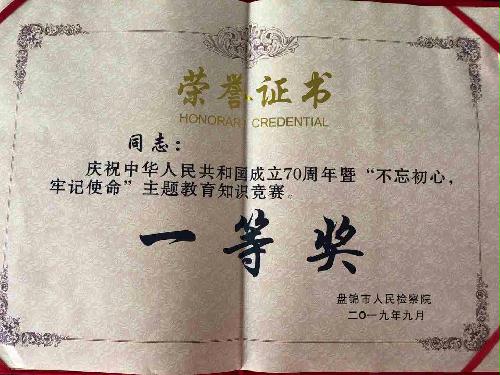 荣誉证书
HONORARY CREDENTIAL
同志：
庆祝中华人民共和国成立70周年暨“不忘初心，
牢记使命”主题教育知识竞赛。
一等奖
盘锦市人民检察院
二〇一九年九月